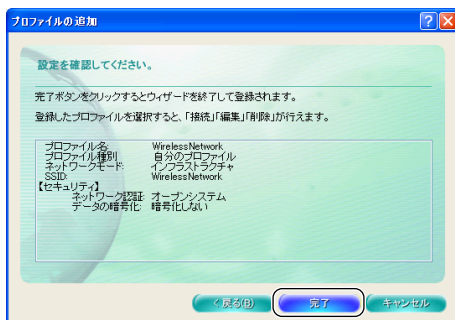 プロファイルの追加
設定を確認してください。
完了ボタンをクリックするとウィザードを終了して登録されます。
登録したプロファイルを選択すると、「接続」「編集」「削除」が行えます。
プロファイル名: WirelessNetwork
プロファイル種別: 自分のプロファイル
ネットワークモード: インフラストラクチャ
SSID: WirelessNetwork
【セキュリティ】
ネットワーク認証: オープンシステム
データの暗号化: 暗号化しない
< 戻る(B) 完了 キャンセル